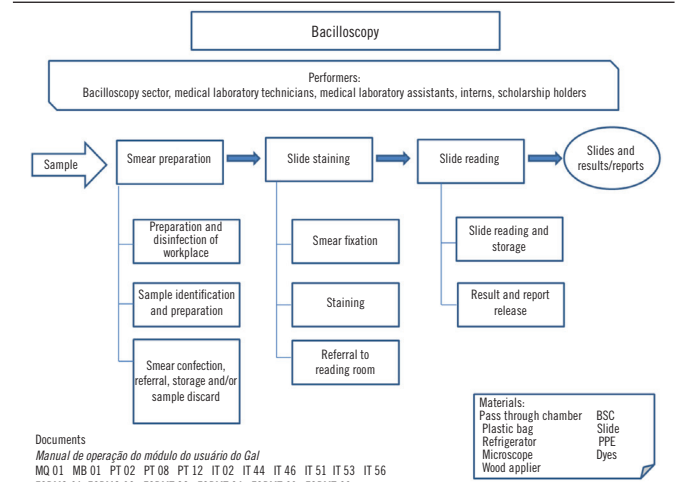 Bacilloscopy
Performers:
Bacilloscopy sector, medical laboratory technicians, medical laboratory assistants, interns, scholarship holders
Sample
Smear preparation
Slide staining
Slide reading
Slides and
results/reports
Preparation and
disinfection of
workplace
Sample identification
and preparation
Smear confection,
referral, storage and/or
sample discard
Smear fixation
Staining
Referral to
reading room
Slide reading and
storage
Result and report
release
Documents
Manual de operação do módulo do usuário do Gal
MQ 01 MB 01 PT 02 PT 08 PT 12 IT 02 IT 44 IT 46 IT 51 IT 53 IT 56
Materials:
Pass through chamber BSC
Plastic bag Slide
Refrigerator PPE
Microscope Dyes
Wood applier